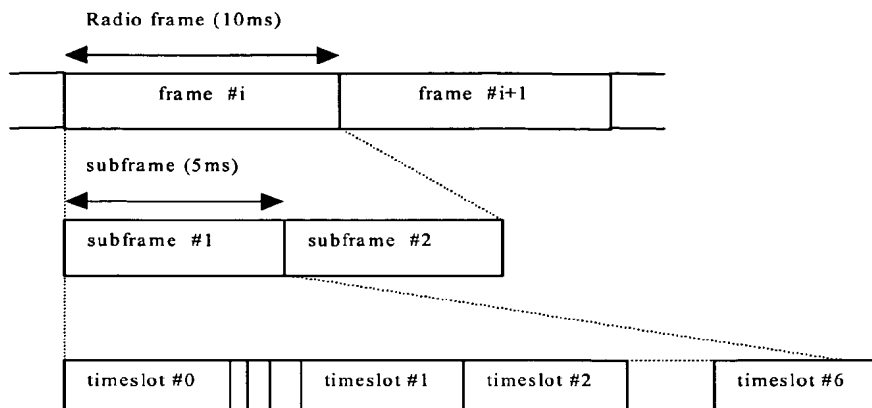 Radio frame (10ms)
frame #i
frame #i+1
subframe (5ms)
subframe #1
subframe #2
timeslot #0
timeslot #1
timeslot #2
timeslot #6